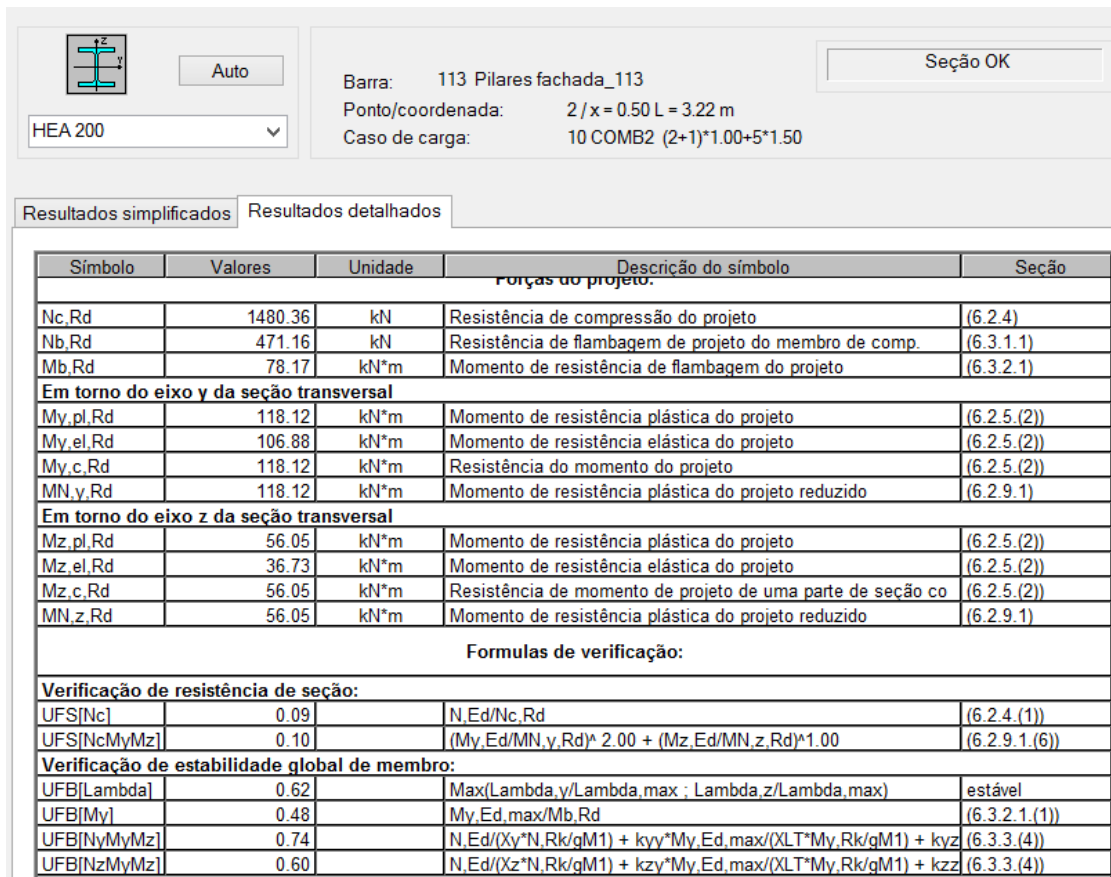 z
y
Auto
HEA 200
Barra: 113 Pilares fachada_113
Ponto/coordenada: 2 / x = 0.50 L = 3.22 m
Caso de carga: 10 COMB2 (2+1)*1.00+5*1.50
Seção OK
Resultados simplificados Resultados detalhados
Símbolo Valores Unidade Descrição do símbolo Seção
Forças do projeto:
Nc,Rd 1480.36 kN Resistência de compressão do projeto (6.2.4)
Nb,Rd 471.16 kN Resistência de flambagem de projeto do membro de comp. (6.3.1.1)
Mb,Rd 78.17 kN*m Momento de resistência de flambagem do projeto (6.3.2.1)
Em torno do eixo y da seção transversal
My,pl,Rd 118.12 kN*m Momento de resistência plástica do projeto (6.2.5.(2))
My,el,Rd 106.88 kN*m Momento de resistência elástica do projeto (6.2.5.(2))
My,c,Rd 118.12 kN*m Resistência do momento do projeto (6.2.5.(2))
MN,y,Rd 118.12 kN*m Momento de resistência plástica do projeto reduzido (6.2.9.1)
Em torno do eixo z da seção transversal
Mz,pl,Rd 56.05 kN*m Momento de resistência plástica do projeto (6.2.5.(2))
Mz,el,Rd 36.73 kN*m Momento de resistência elástica do projeto (6.2.5.(2))
Mz,c,Rd 56.05 kN*m Resistência de momento de projeto de uma parte de seção co (6.2.5.(2))
MN,z,Rd 56.05 kN*m Momento de resistência plástica do projeto reduzido (6.2.9.1)
Formulas de verificação:
Verificação de resistência de seção:
UFS[Nc] 0.09 N,Ed/Nc,Rd (6.2.4.(1))
UFS[NcMyMz] 0.10 (My,Ed/MN,y,Rd)^ 2.00 + (Mz,Ed/MN,z,Rd)^1.00 (6.2.9.1.(6))
Verificação de estabilidade global de membro:
UFB[Lambda] 0.62 Max(Lambda,y/Lambda,max ; Lambda,z/Lambda,max) estável
UFB[My] 0.48 My,Ed,max/Mb,Rd (6.3.2.1.(1))
UFB[NyMyMz] 0.74 N,Ed/(Xy*N,Rk/gM1) + kyy*My,Ed,max/(XLT*My,Rk/gM1) + kyz (6.3.3.(4))
UFB[NzMyMz] 0.60 N,Ed/(Xz*N,Rk/gM1) + kzy*My,Ed,max/(XLT*My,Rk/gM1) + kzz (6.3.3.(4))